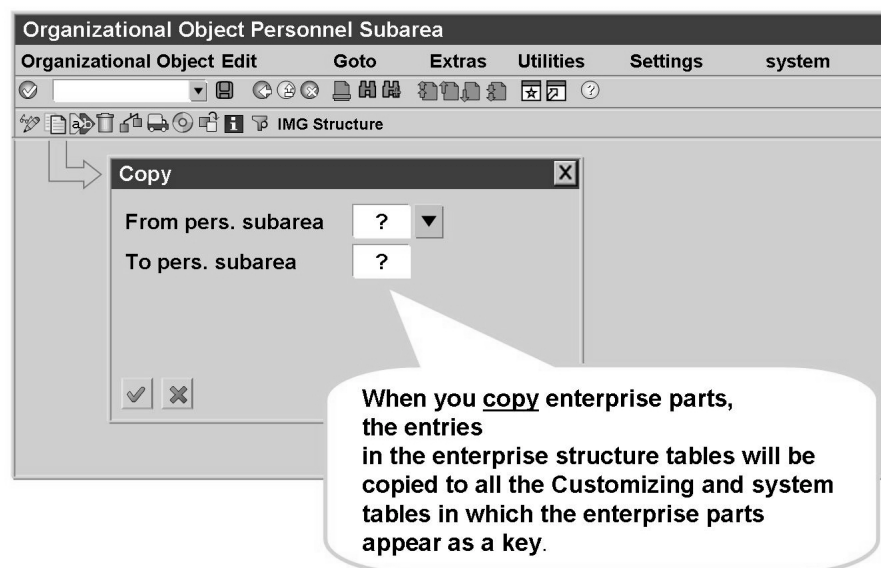 Organizational Object Personnel Subarea
Organizational Object Edit Goto Extras Utilities Settings system
IMG Structure
Copy
From pers. subarea ?
To pers. subarea ?
When you copy enterprise parts,
the entries
in the enterprise structure tables will be
copied to all the Customizing and system
tables in which the enterprise parts
appear as a key.